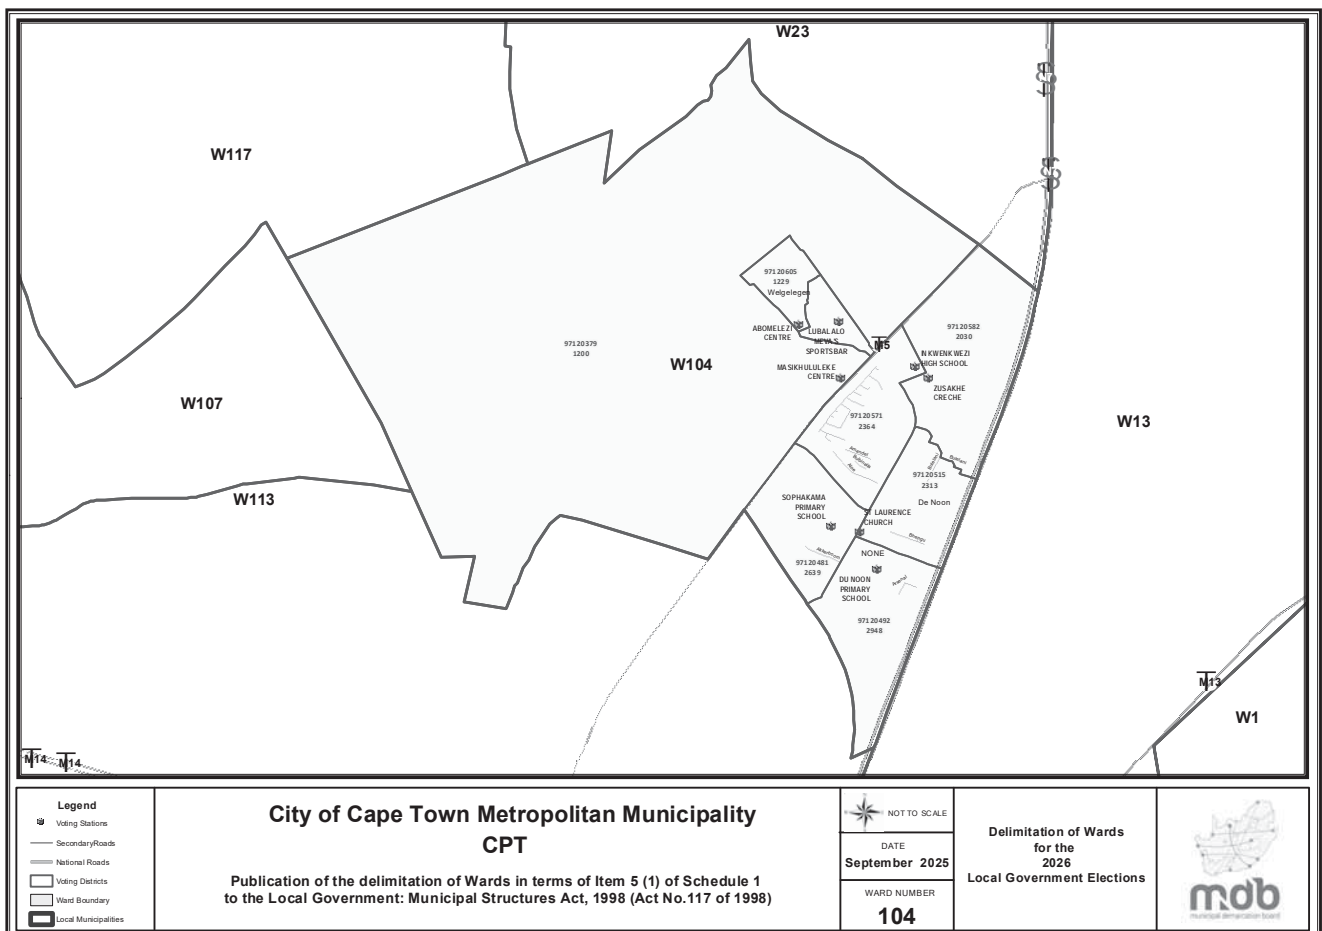 W23
W117
W107
W113
W104
W13
W1
97120605
1229
Welgelegen
ABOMELEZI
CENTRE
LUBALALO
MEVA'S
SPORTSBAR
MASIKHULULEKE
CENTRE
M5
97120582
2030
INKWENKWEZI
HIGH SCHOOL
ZUSAKHE
CRECHE
97120379
1200
97120571
2364
97120515
2313
De Noon
SOPHAKAMA
PRIMARY
SCHOOL
ST LAURENCE
CHURCH
NONE
97120481
2639
DU NOON
PRIMARY
SCHOOL
97120492
2948
M13
M14
M14
Legend
Voting Stations
SecondaryRoads
National Roads
Voting Districts
Ward Boundary
Local Municipalities
City of Cape Town Metropolitan Municipality
CPT
Publication of the delimitation of Wards in terms of Item 5 (1) of Schedule 1
to the Local Government: Municipal Structures Act, 1998 (Act No.117 of 1998)
NOT TO SCALE
DATE
September 2025
WARD NUMBER
104
Delimitation of Wards
for the
2026
Local Government Elections
mdb
municipal demarcation board